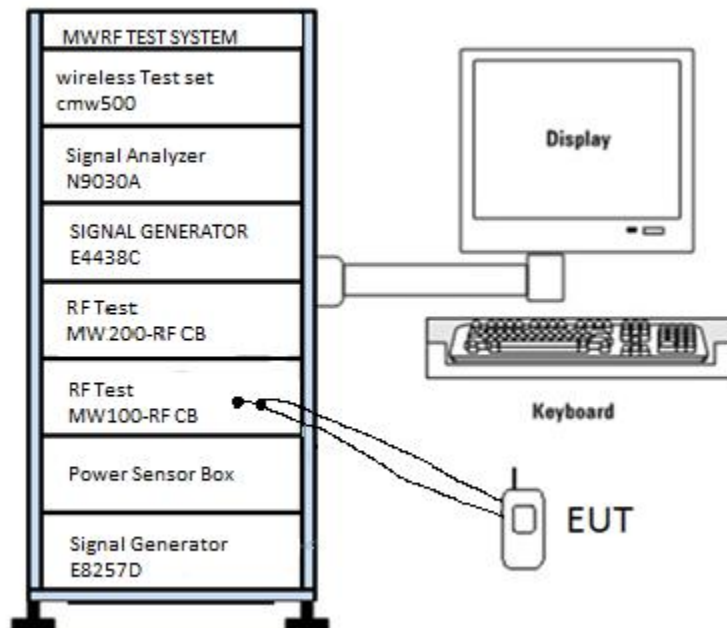 MWRF TEST SYSTEM
wireless Test set
cmw500
Signal Analyzer
N9030A
SIGNAL GENERATOR
E4438C
RF Test
MW200-RF CB
RF Test
MW100-RF CB
Power Sensor Box
Signal Generator
E8257D
Display
Keyboard
EUT